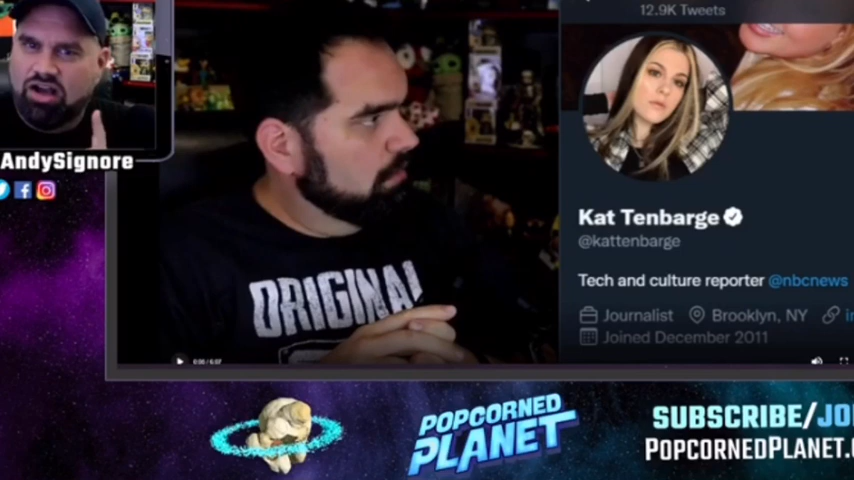 12.9K Tweets
AndySignore
Kat Tenbarge
@kattenbarge
Tech and culture reporter @nbcnews
Journalist
Brooklyn, NY
Joined December 2011
ORIGINAL
POPCORNED
PLANET
SUBSCRIBE/JO
POPCORNEDPLANET.